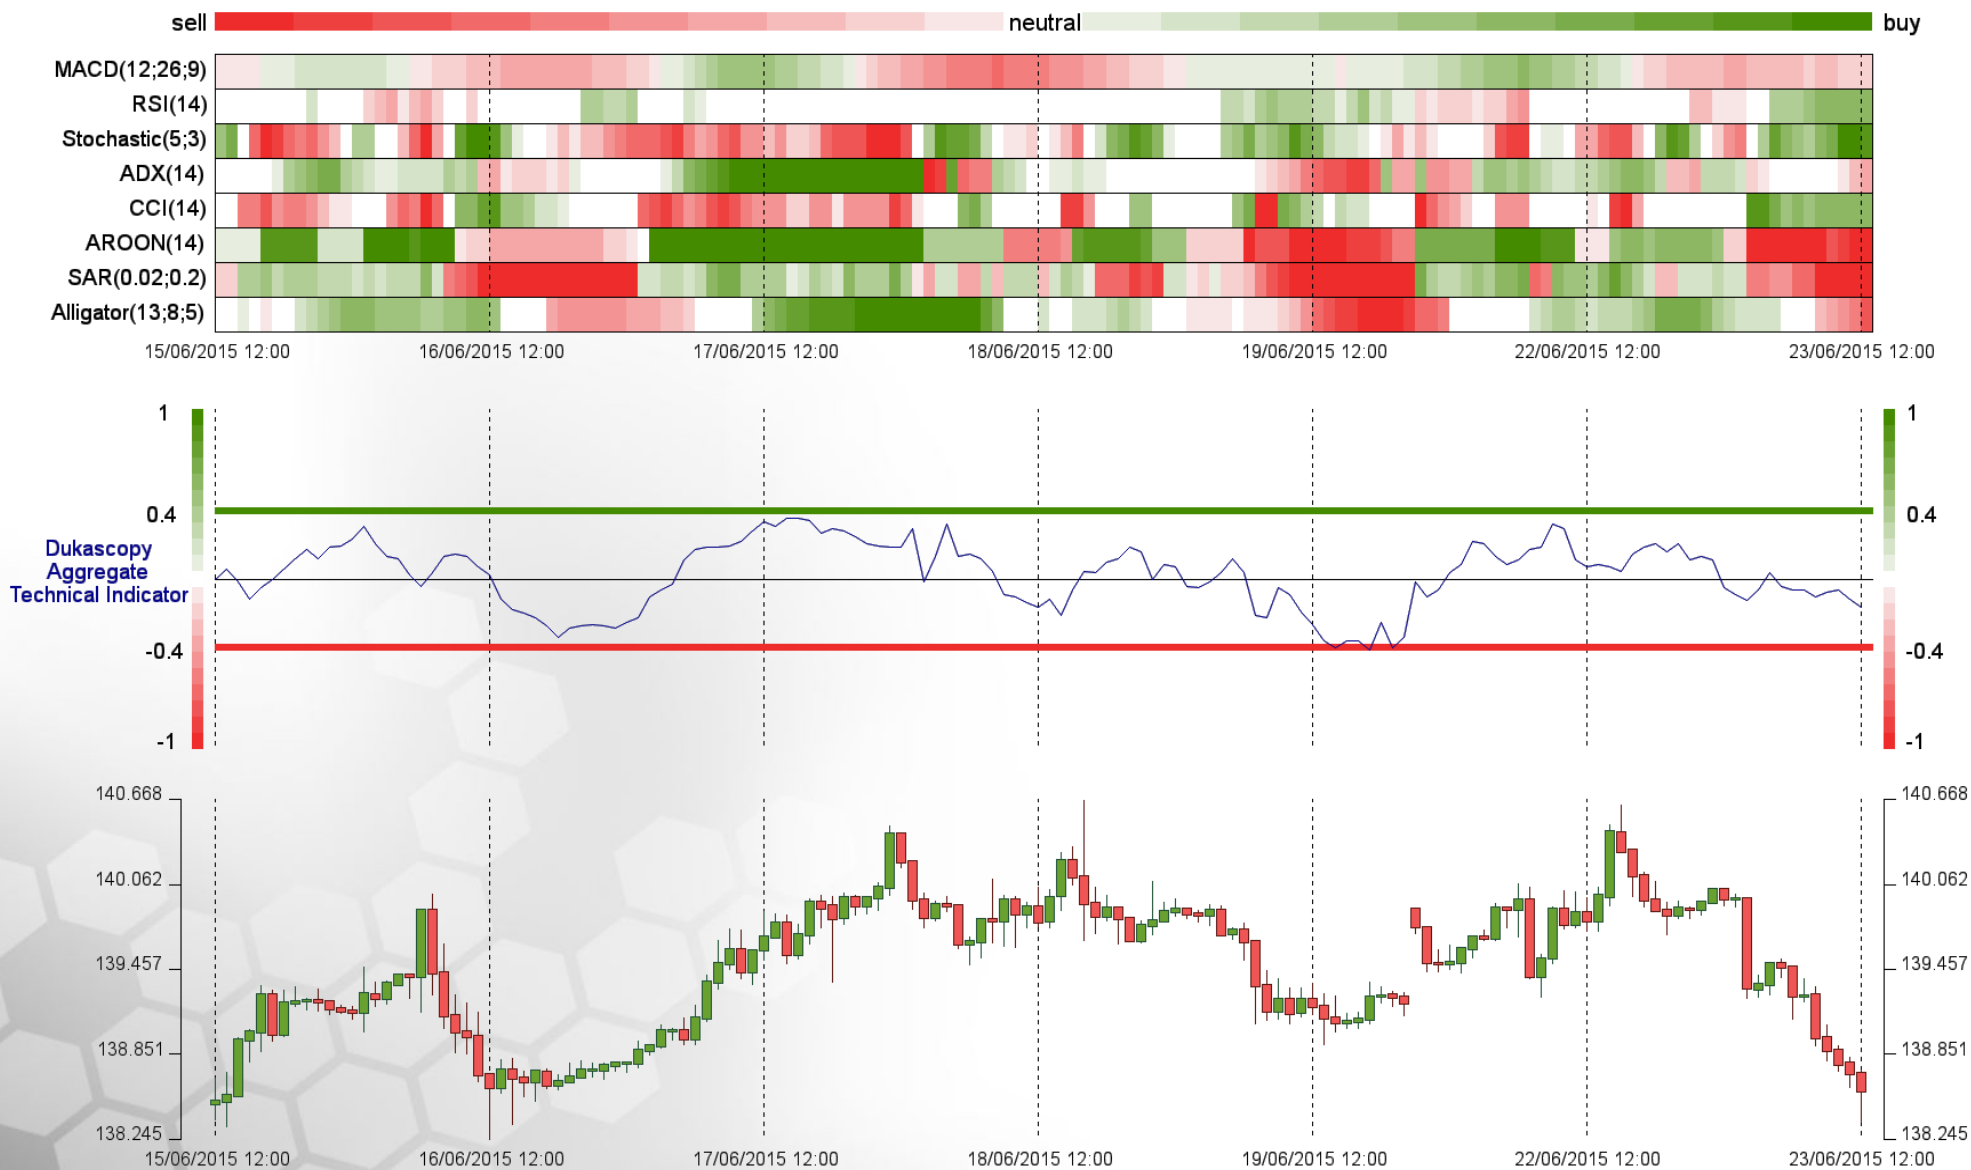 sell neutral buy
MACD(12;26;9)
RSI(14)
Stochastic(5;3)
ADX(14)
CCI(14)
AROON(14)
SAR(0.02;0.2)
Alligator(13;8;5)
15/06/2015 12:00 16/06/2015 12:00 17/06/2015 12:00 18/06/2015 12:00 19/06/2015 12:00 22/06/2015 12:00 23/06/2015 12:00
1 1
0.4 0.4
Dukascopy
Aggregate
Technical Indicator
-0.4 -0.4
-1 -1
140.668 140.668
140.062 140.062
139.457 139.457
138.851 138.851
138.245 138.245
15/06/2015 12:00 16/06/2015 12:00 17/06/2015 12:00 18/06/2015 12:00 19/06/2015 12:00 22/06/2015 12:00 23/06/2015 12:00